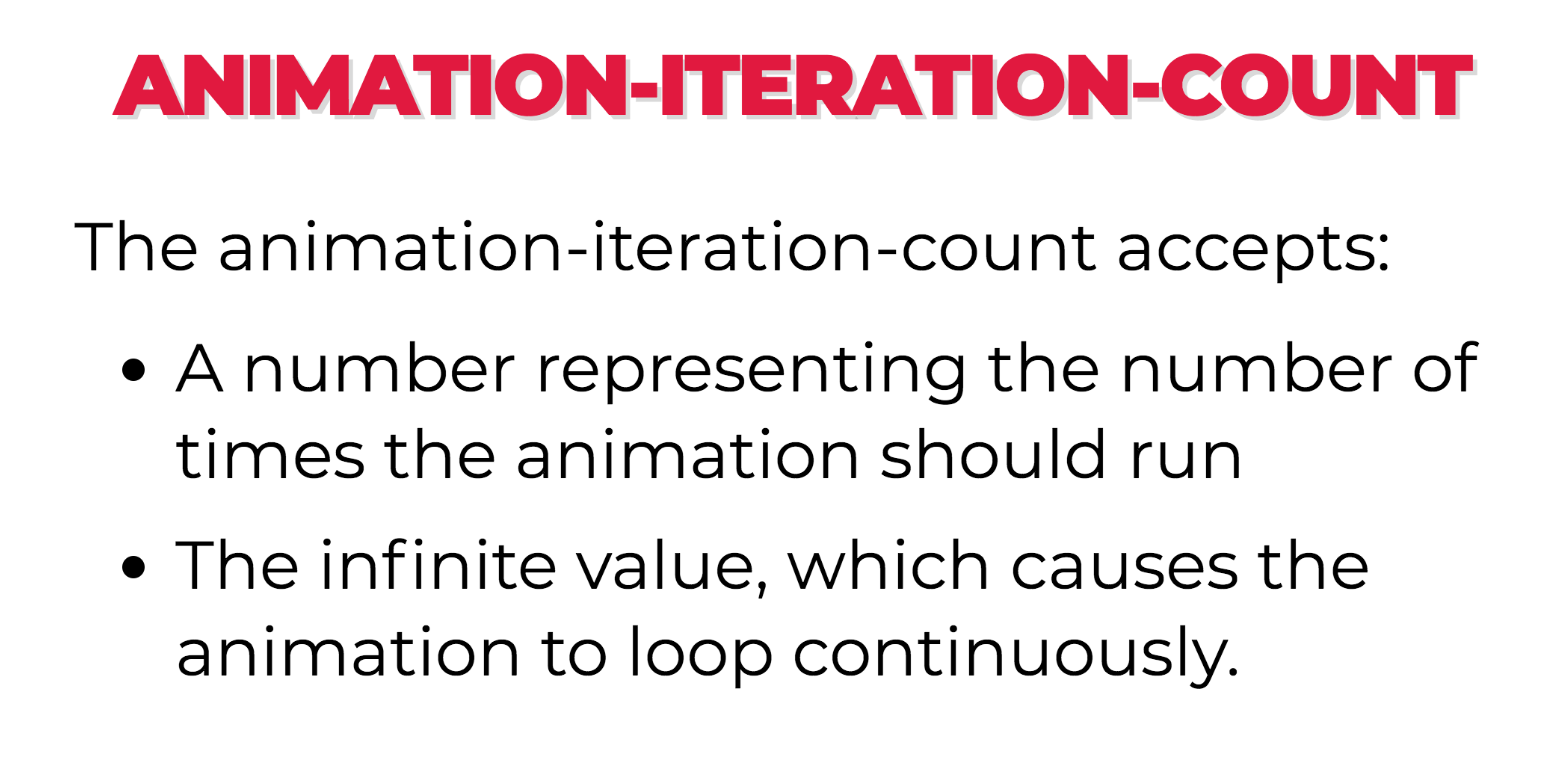 ANIMATION-ITERATION-COUNT
The animation-iteration-count accepts:
• A number representing the number of
times the animation should run
• The infinite value, which causes the
animation to loop continuously.